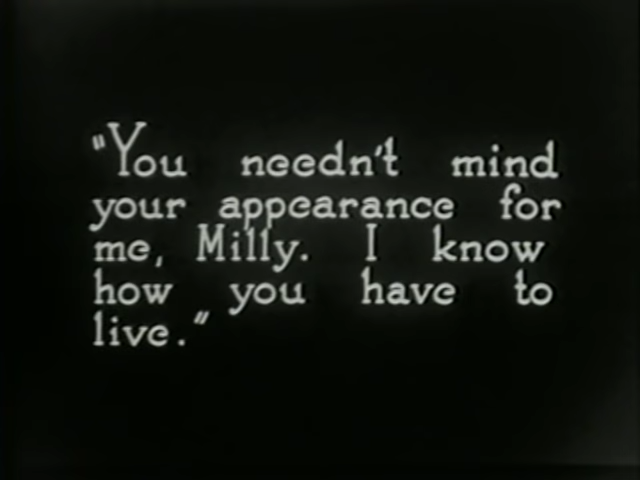 "You needn't mind
your appearance for
me, Milly. I know
how you have to
live."